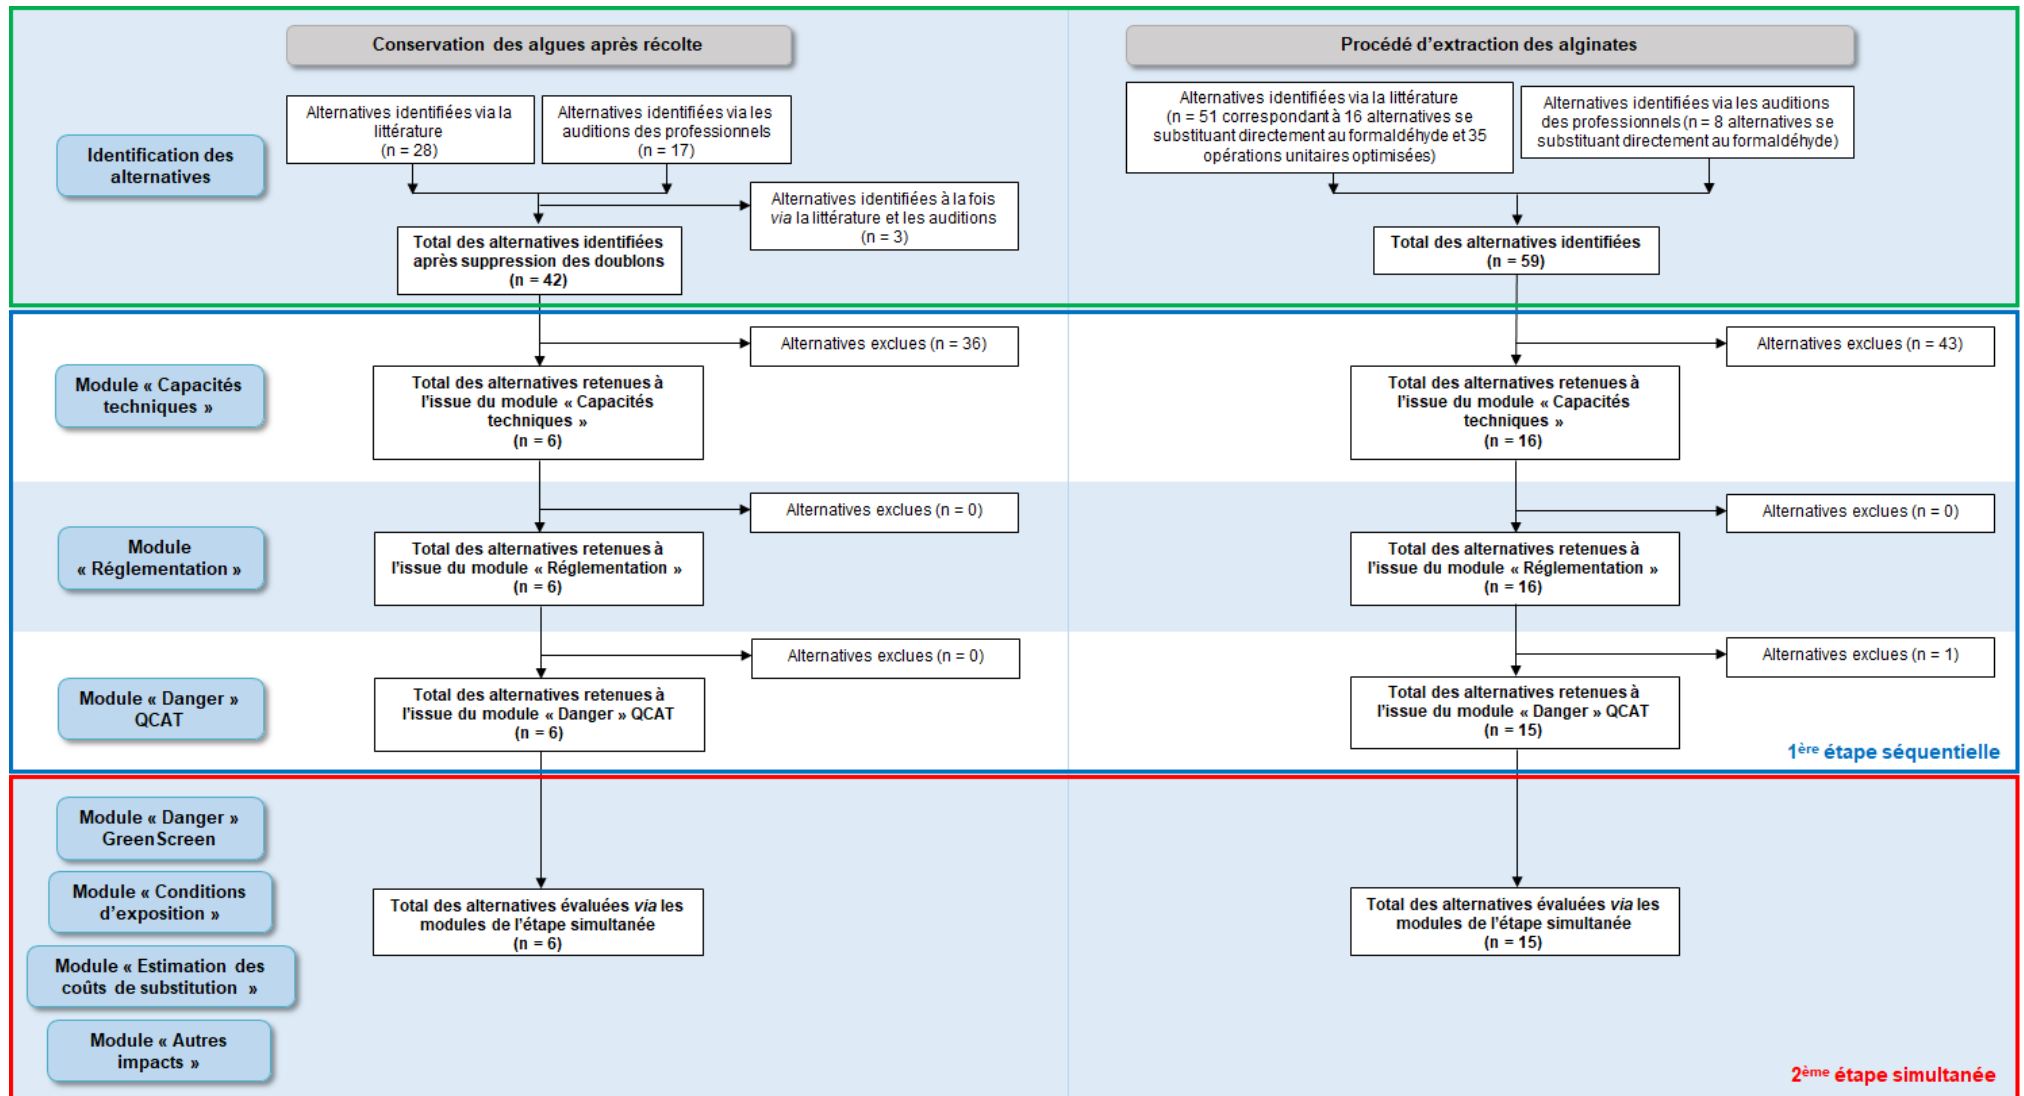 Conservation des algues après récolte
Procédé d'extraction des alginates
Identification des
alternatives
Alternatives identifiées via la
littérature
(n = 28)
Alternatives identifiées via les
auditions des professionnels
(n = 17)
Alternatives identifiées à la fois
via la littérature et les auditions
(n = 3)
Total des alternatives identifiées
après suppression des doublons
(n = 42)
Alternatives identifiées via la littérature
(n = 51 correspondant à 16 alternatives se
substituant directement au formaldéhyde et 35
opérations unitaires optimisées)
Alternatives identifiées via les auditions
des professionnels (n = 8 alternatives se
substituant directement au formaldéhyde)
Total des alternatives identifiées
(n = 59)
Module « Capacités
techniques »
Alternatives exclues (n = 36)
Total des alternatives retenues à
l'issue du module « Capacités
techniques »
(n = 6)
Alternatives exclues (n = 43)
Total des alternatives retenues à
l'issue du module « Capacités
techniques »
(n = 16)
Module
« Réglementation »
Alternatives exclues (n = 0)
Total des alternatives retenues à
l'issue du module « Réglementation »
(n = 6)
Alternatives exclues (n = 0)
Total des alternatives retenues à
l'issue du module « Réglementation »
(n = 16)
Module « Danger »
QCAT
Alternatives exclues (n = 0)
Total des alternatives retenues à
l'issue du module « Danger » QCAT
(n = 6)
Alternatives exclues (n = 1)
Total des alternatives retenues à
l'issue du module « Danger » QCAT
(n = 15)
1ère étape séquentielle
Module « Danger »
GreenScreen
Module « Conditions
d'exposition »
Module « Estimation des
coûts de substitution »
Module « Autres
impacts »
Total des alternatives évaluées via les
modules de l'étape simultanée
(n = 6)
Total des alternatives évaluées via les
modules de l'étape simultanée
(n = 15)
2ème étape simultanée